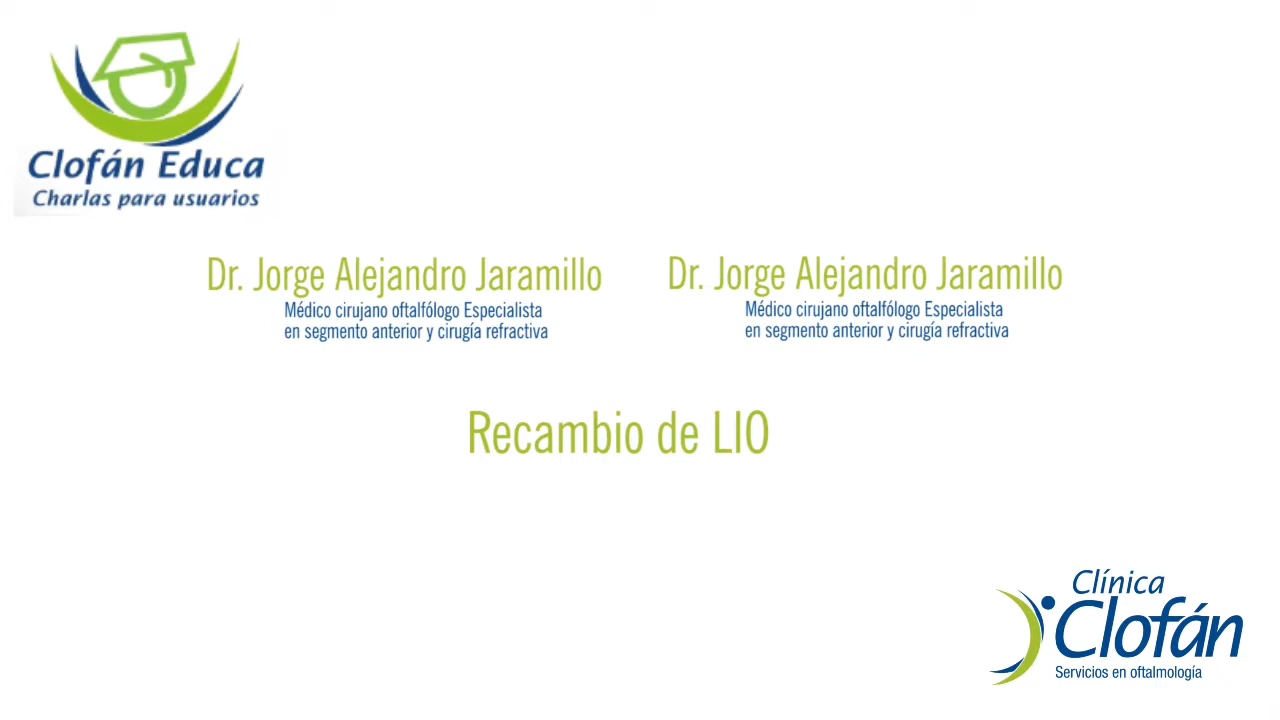 Clofán Educa
Charlas para usuarios
Dr. Jorge Alejandro Jaramillo
Médico cirujano oftalfólogo Especialista
en segmento anterior y cirugía refractiva
Dr. Jorge Alejandro Jaramillo
Médico cirujano oftalfólogo Especialista
en segmento anterior y cirugía refractiva
Recambio de LIO
Clínica
Clofán
Servicios en oftalmología